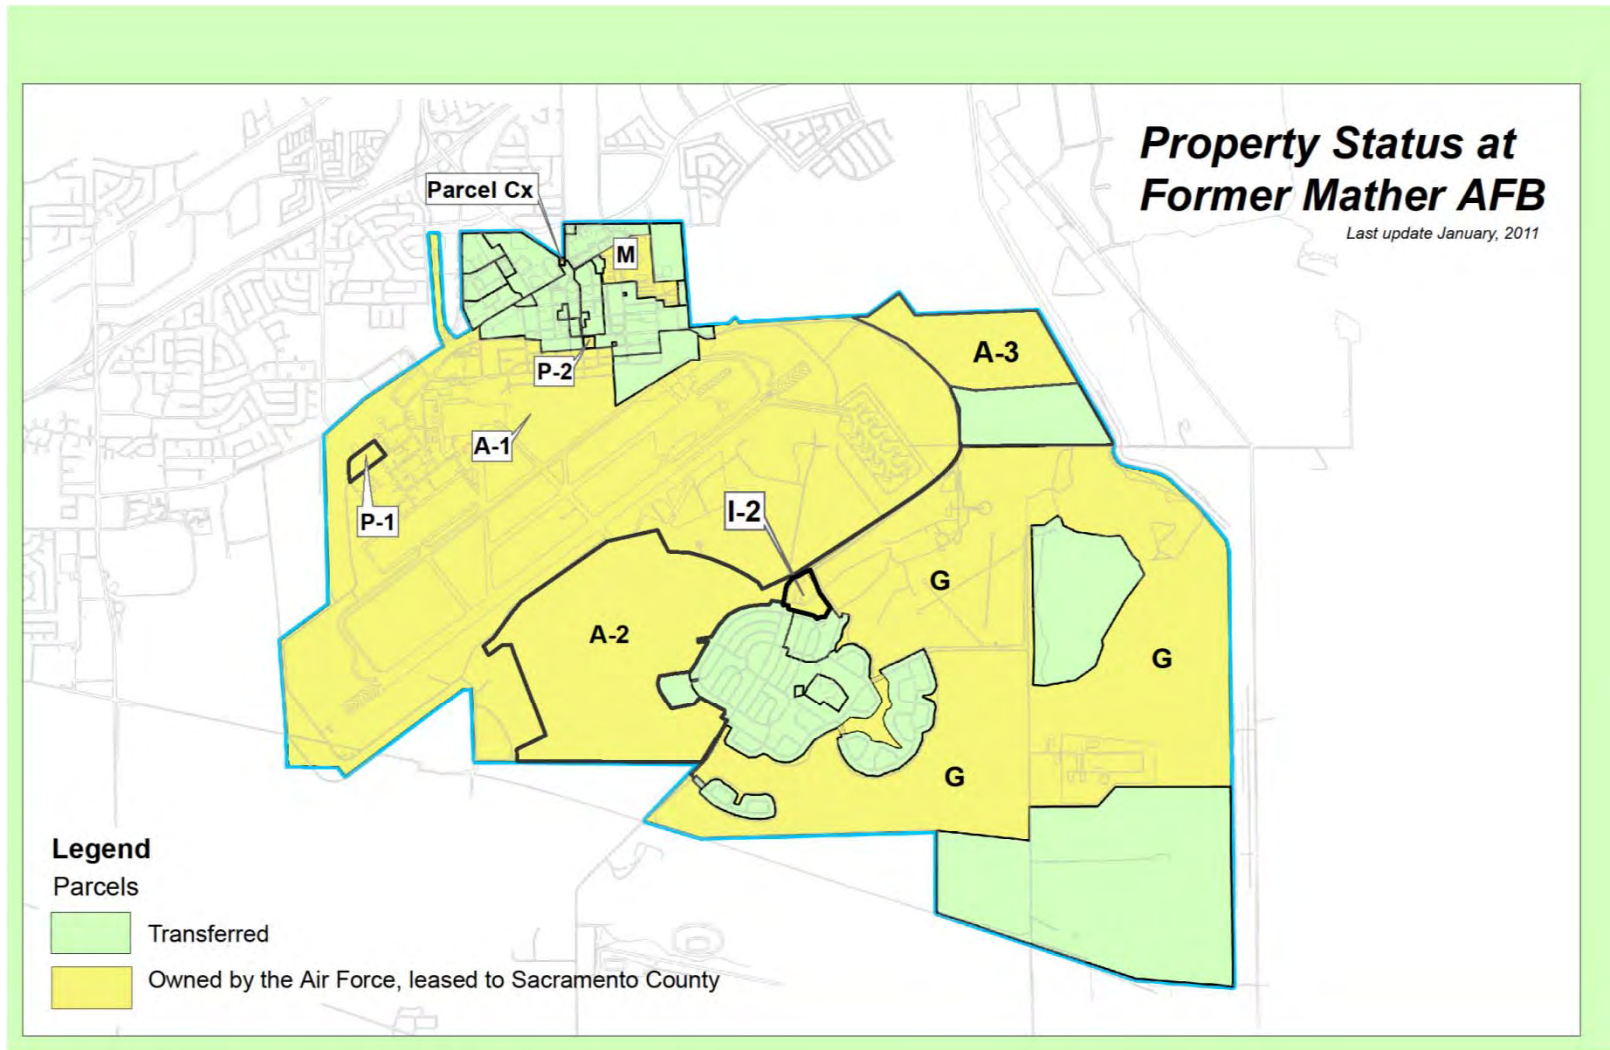 Property Status at
Former Mather AFB
Last update January, 2011
Parcel Cx
M
A-3
P-2
A-1
P-1
I-2
G
A-2
G
G
Legend
Parcels
Transferred
Owned by the Air Force, leased to Sacramento County